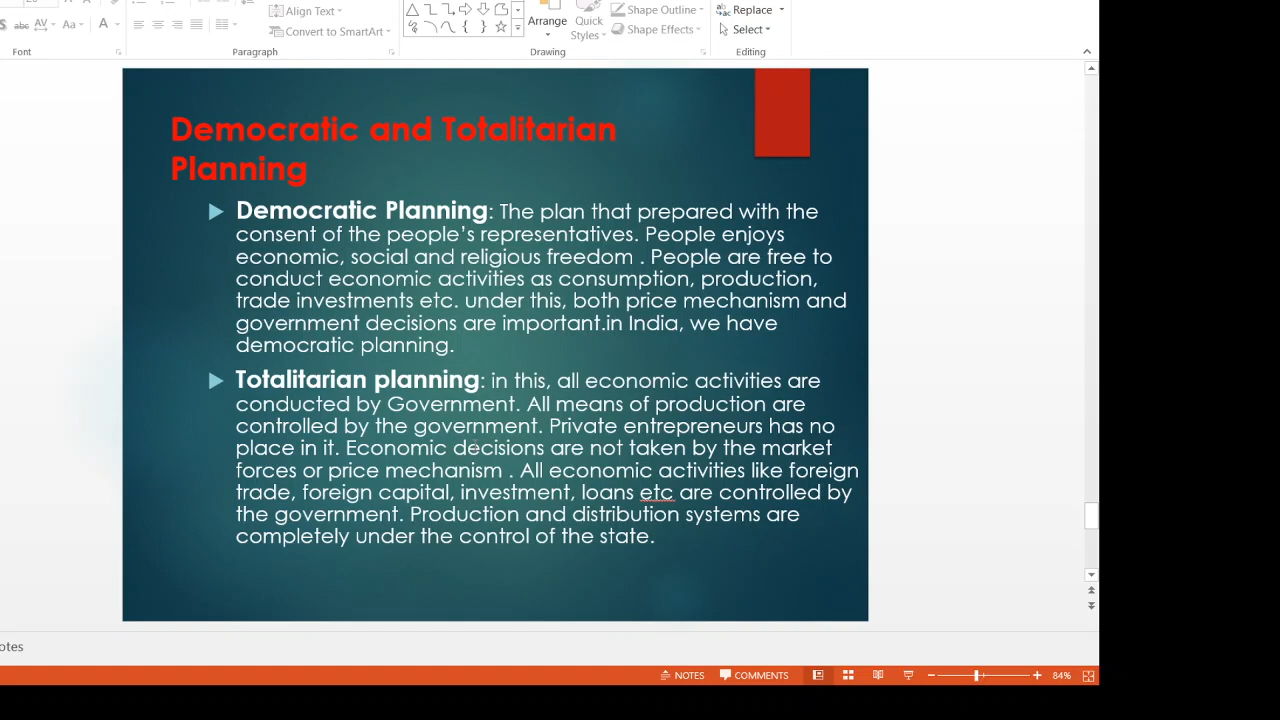 Align Text
Shape Outline
Replace
abc AV Aa A
Convert to SmartArt
Arrange Quick
Styles
Shape Effects
Select
Font
Paragraph
Drawing
Editing
Democratic and Totalitarian
Planning
Democratic Planning: The plan that prepared with the
consent of the people's representatives. People enjoys
economic, social and religious freedom . People are free to
conduct economic activities as consumption, production,
trade investments etc. under this, both price mechanism and
government decisions are important.in India, we have
democratic planning.
Totalitarian planning: in this, all economic activities are
conducted by Government. All means of production are
controlled by the government. Private entrepreneurs has no
place in it. Economic decisions are not taken by the market
forces or price mechanism . All economic activities like foreign
trade, foreign capital, investment, loans etc are controlled by
the government. Production and distribution systems are
completely under the control of the state.
otes
NOTES COMMENTS 84%